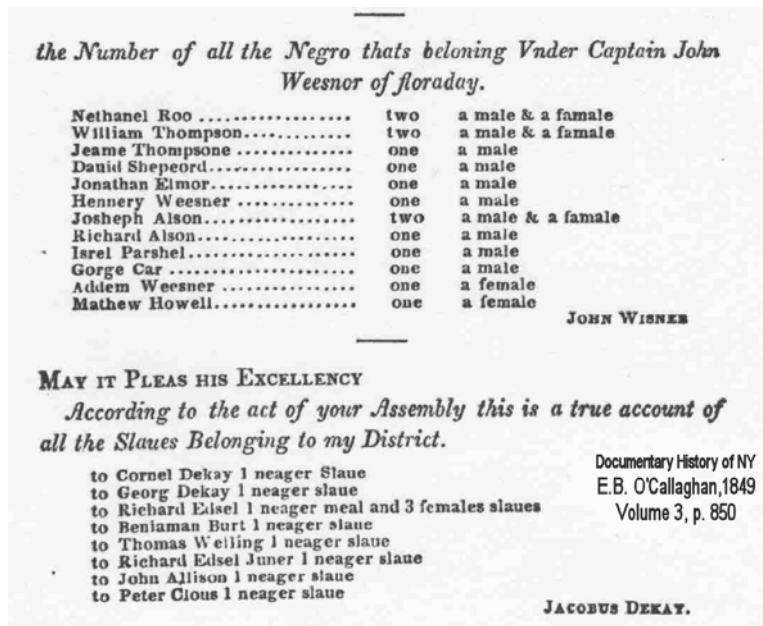 the Number of all the Negro thats beloning Vnder Captain John
Weesnor of floraday.
Nethanel Roo ................... two a male & a famale
William Thompson............. two a male & a famale
Jeame Thompsone .............. one a male
Dauid Shepeord.................. one a male
Jonathan Elmor.................. one a male
Hennery Weesner .............. one a male
Josheph Alson................... two a male & a famale
Richard Alson................... one a male
Isrel Parshel.................... one a male
Gorge Car ...................... one a male
Addem Weesner ................ one a female
Mathew Howell................. one a female
JOHN WISNER
MAY IT PLEAS HIS EXCELLENCY
According to the act of your Assembly this is a true account of
all the Slaues Belonging to my District.
to Cornel Dekay 1 neager Slaue
to Georg Dekay 1 neager slaue
to Richard Edsel 1 neager meal and 3 females slaues
to Beniaman Burt 1 neager slaue
to Thomas Welling 1 neager slaue
to Richard Edsel Juner 1 neager slaue
to John Allison 1 neager slaue
to Peter Clous 1 neager slaue
JACOBUS DEKAY.
Documentary History of NY
E.B. O'Callaghan,1849
Volume 3, p. 850